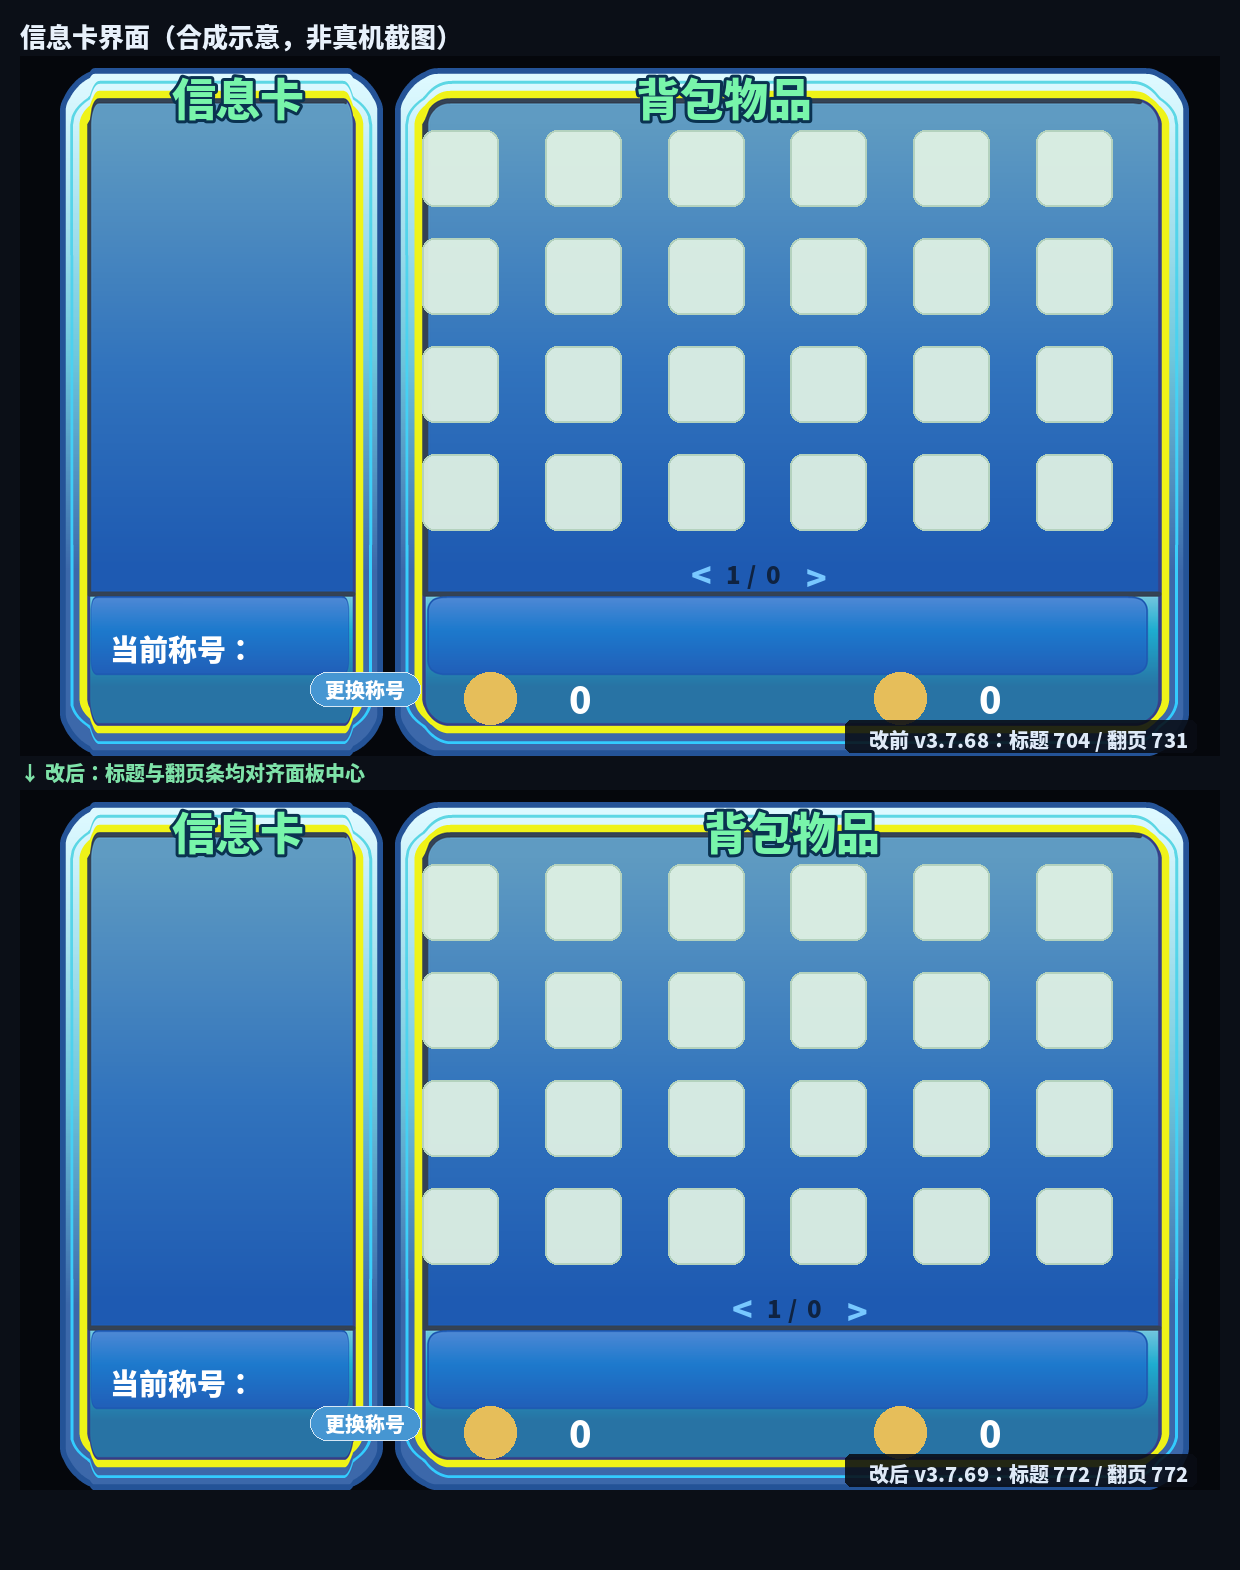 信息卡界面（合成示意，非真机截图）
信息卡
背包物品
< 1 / 0 >
当前称号：
更换称号
0
0
改前 v3.7.68：标题 704 / 翻页 731
↓ 改后：标题与翻页条均对齐面板中心
信息卡
背包物品
< 1 / 0 >
当前称号：
更换称号
0
0
改后 v3.7.69：标题 772 / 翻页 772